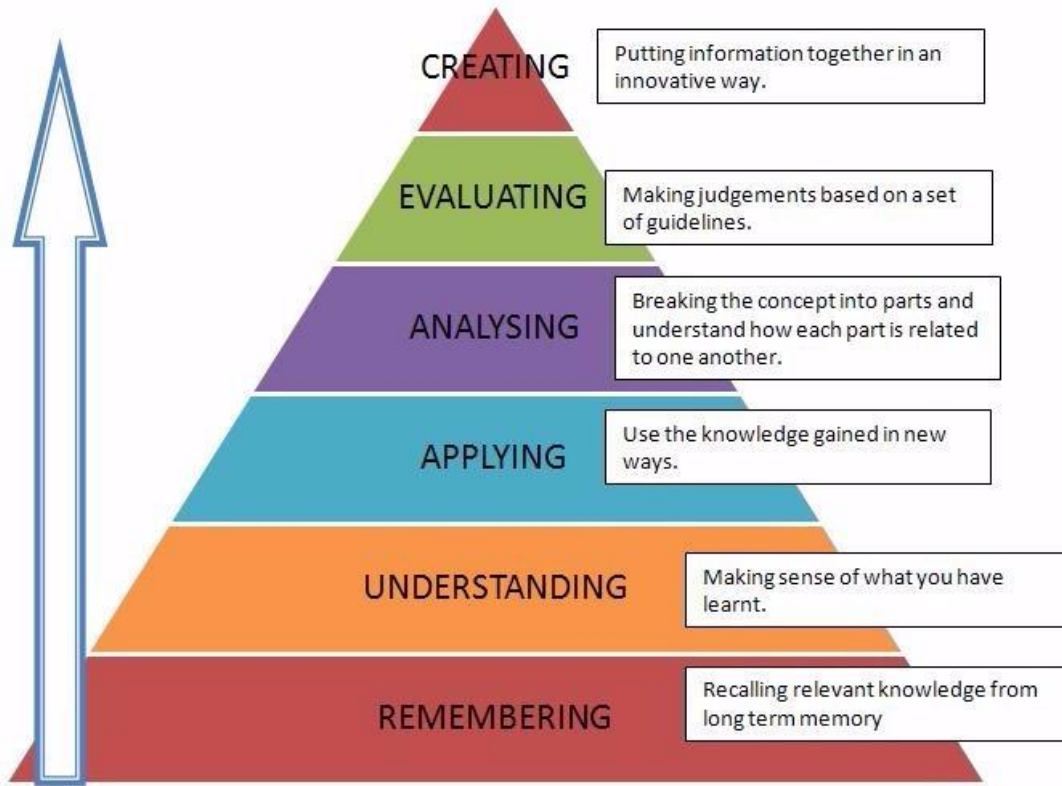 CREATING
Putting information together in an
innovative way.
EVALUATING
Making judgements based on a set
of guidelines.
ANALYSING
Breaking the concept into parts and
understand how each part is related
to one another.
APPLYING
Use the knowledge gained in new
ways.
UNDERSTANDING
Making sense of what you have
learnt.
REMEMBERING
Recalling relevant knowledge from
long term memory